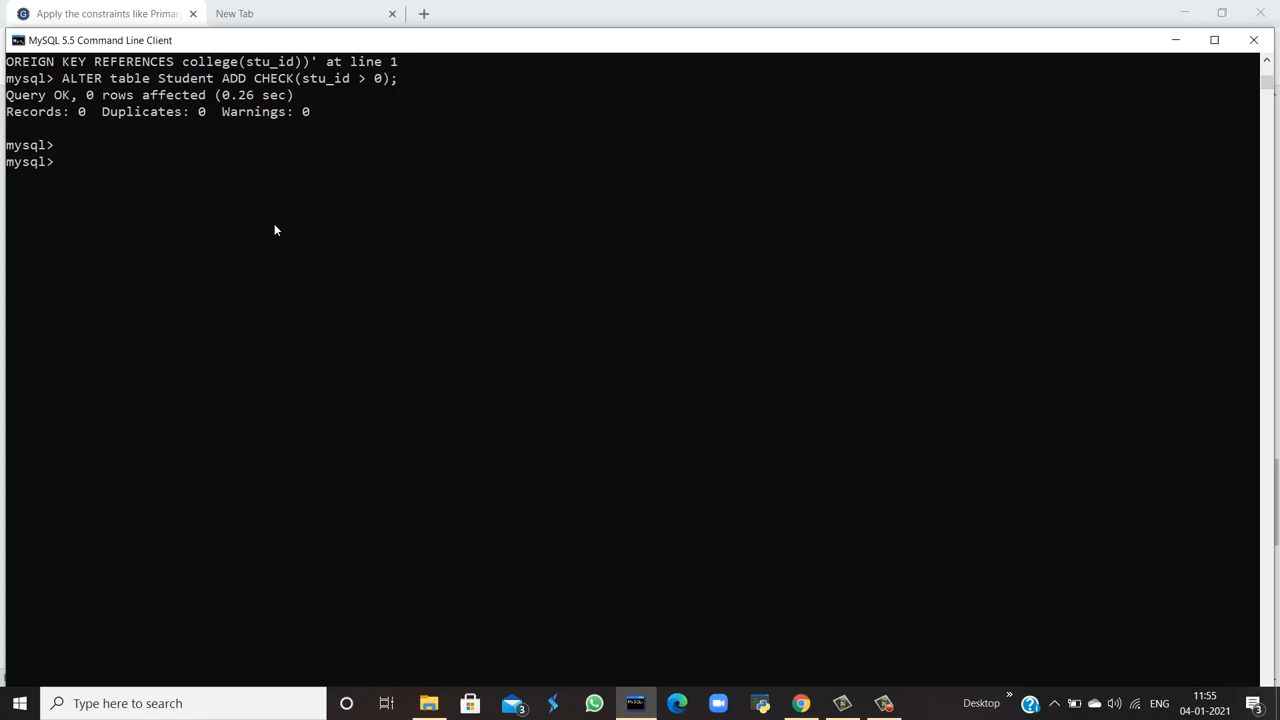 Apply the constraints like Primar
New Tab
MySQL 5.5 Command Line Client
OREIGN KEY REFERENCES college(stu_id))' at line 1
mysql> ALTER table Student ADD CHECK(stu_id > 0);
Query OK, 0 rows affected (0.26 sec)
Records: 0  Duplicates: 0  Warnings: 0
mysql>
mysql>
Type here to search
3
Desktop
ENG
11:55
04-01-2021
3